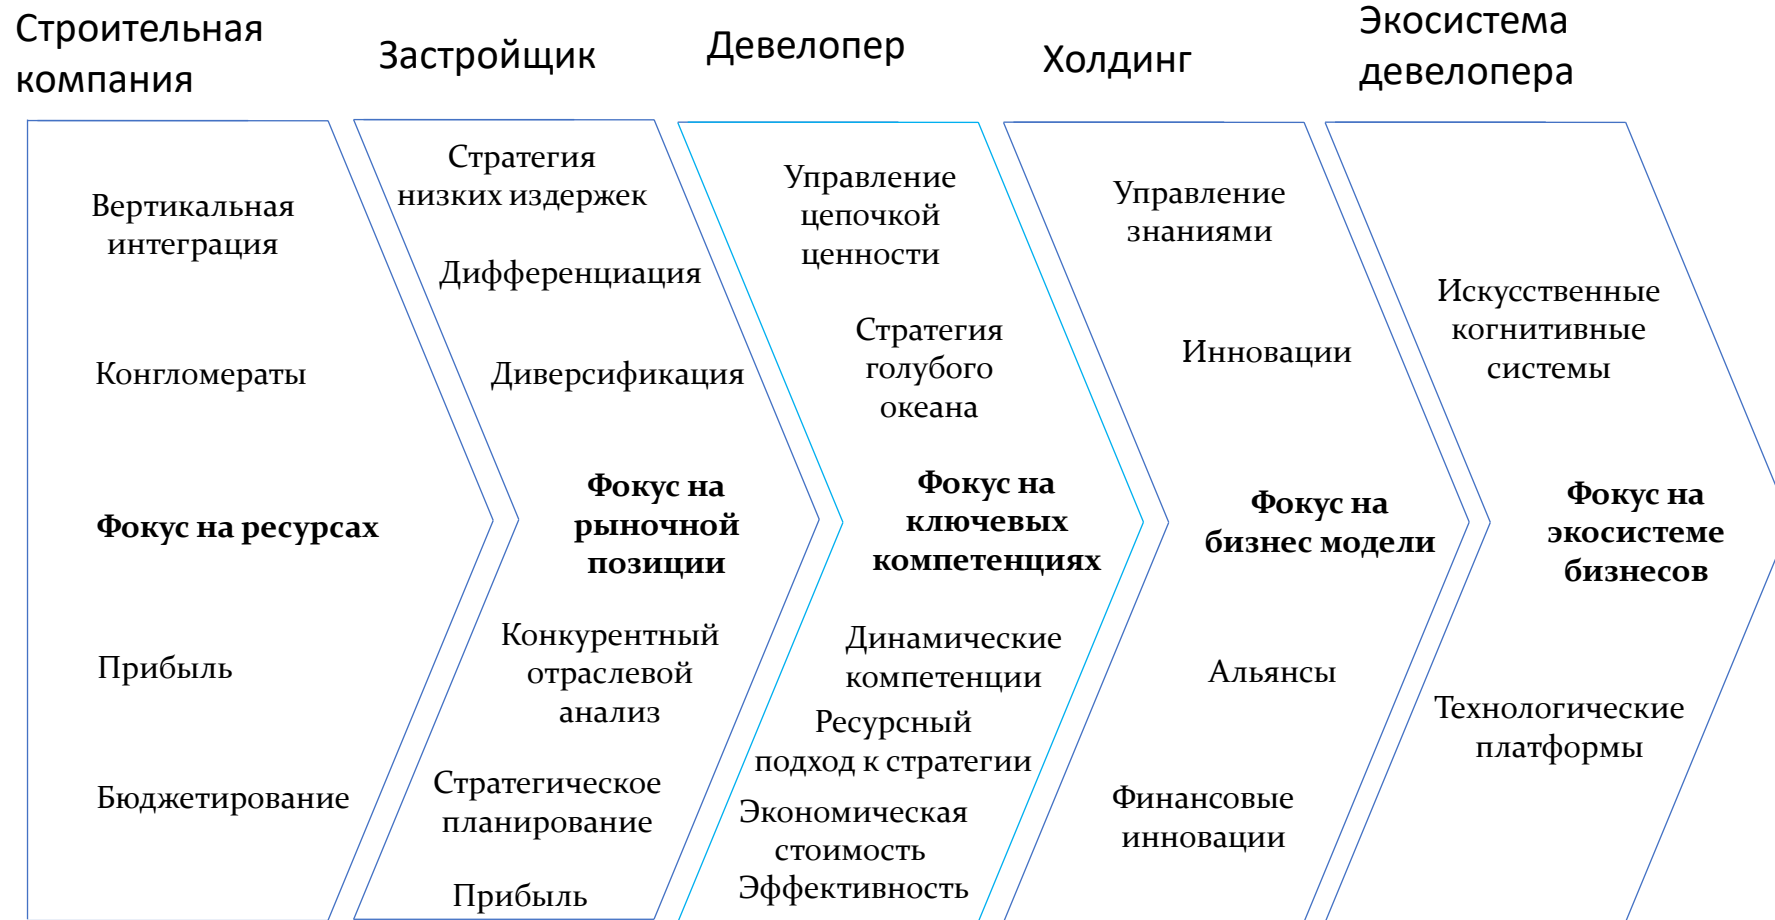 Строительная
компания
Застройщик
Девелопер
Холдинг
Экосистема
девелопера
Вертикальная
интеграция
Конгломераты
Фокус на ресурсах
Прибыль
Бюджетирование
Стратегия
низких издержек
Дифференциация
Диверсификация
Фокус на
рыночной
позиции
Конкурентный
отраслевой
анализ
Стратегическое
планирование
Прибыль
Управление
цепочкой
ценности
Стратегия
голубого
океана
Фокус на
ключевых
компетенциях
Динамические
компетенции
Ресурсный
подход к стратегии
Экономическая
стоимость
Эффективность
Управление
знаниями
Инновации
Фокус на
бизнес модели
Альянсы
Финансовые
инновации
Искусственные
когнитивные
системы
Фокус на
экосистеме
бизнесов
Технологические
платформы